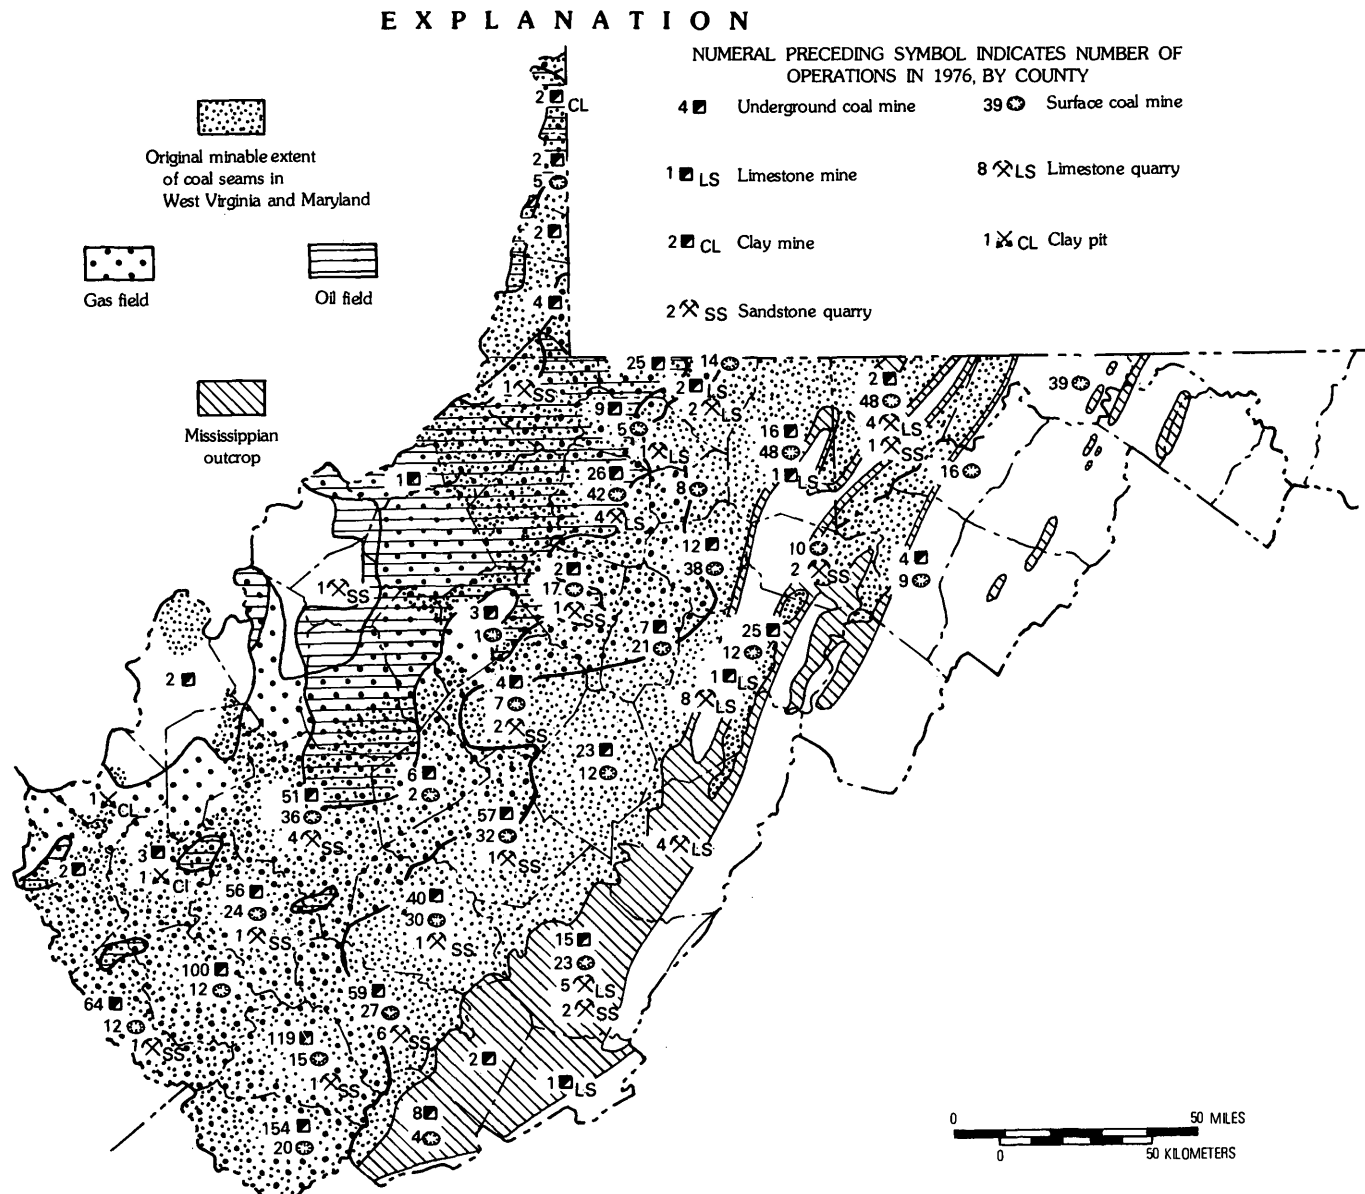 EXPLANATION
NUMERAL PRECEDING SYMBOL INDICATES NUMBER OF
OPERATIONS IN 1976, BY COUNTY
4 Underground coal mine
39 Surface coal mine
1 LS Limestone mine
8 LS Limestone quarry
2 CL Clay mine
1 CL Clay pit
2 SS Sandstone quarry
Original minable extent
of coal seams in
West Virginia and Maryland
Gas field
Oil field
Mississippian
outcrop
2 CL
2
5
2
4
25
14
2 LS
2 LS
1 SS
9
5
1 LS
2
48
4 LS
1 SS
39
16
48
1 LS
16
1
26
42
4 LS
8
12
38
10
2 SS
4
9
2
17
1 SS
1 SS
3
1
7
21
25
12
1 LS
8 LS
2
4
7
2 SS
23
12
6
2
51
36
4 SS
57
32
1 SS
1 CL
4 LS
2
3
1 Cl
56
24
1 SS
40
30
1 SS
15
23
5 LS
2 SS
100
12
64
12
1 SS
59
27
6 SS
119
15
1 SS
2
1 LS
8
4
154
20
0 50 MILES
0 50 KILOMETERS